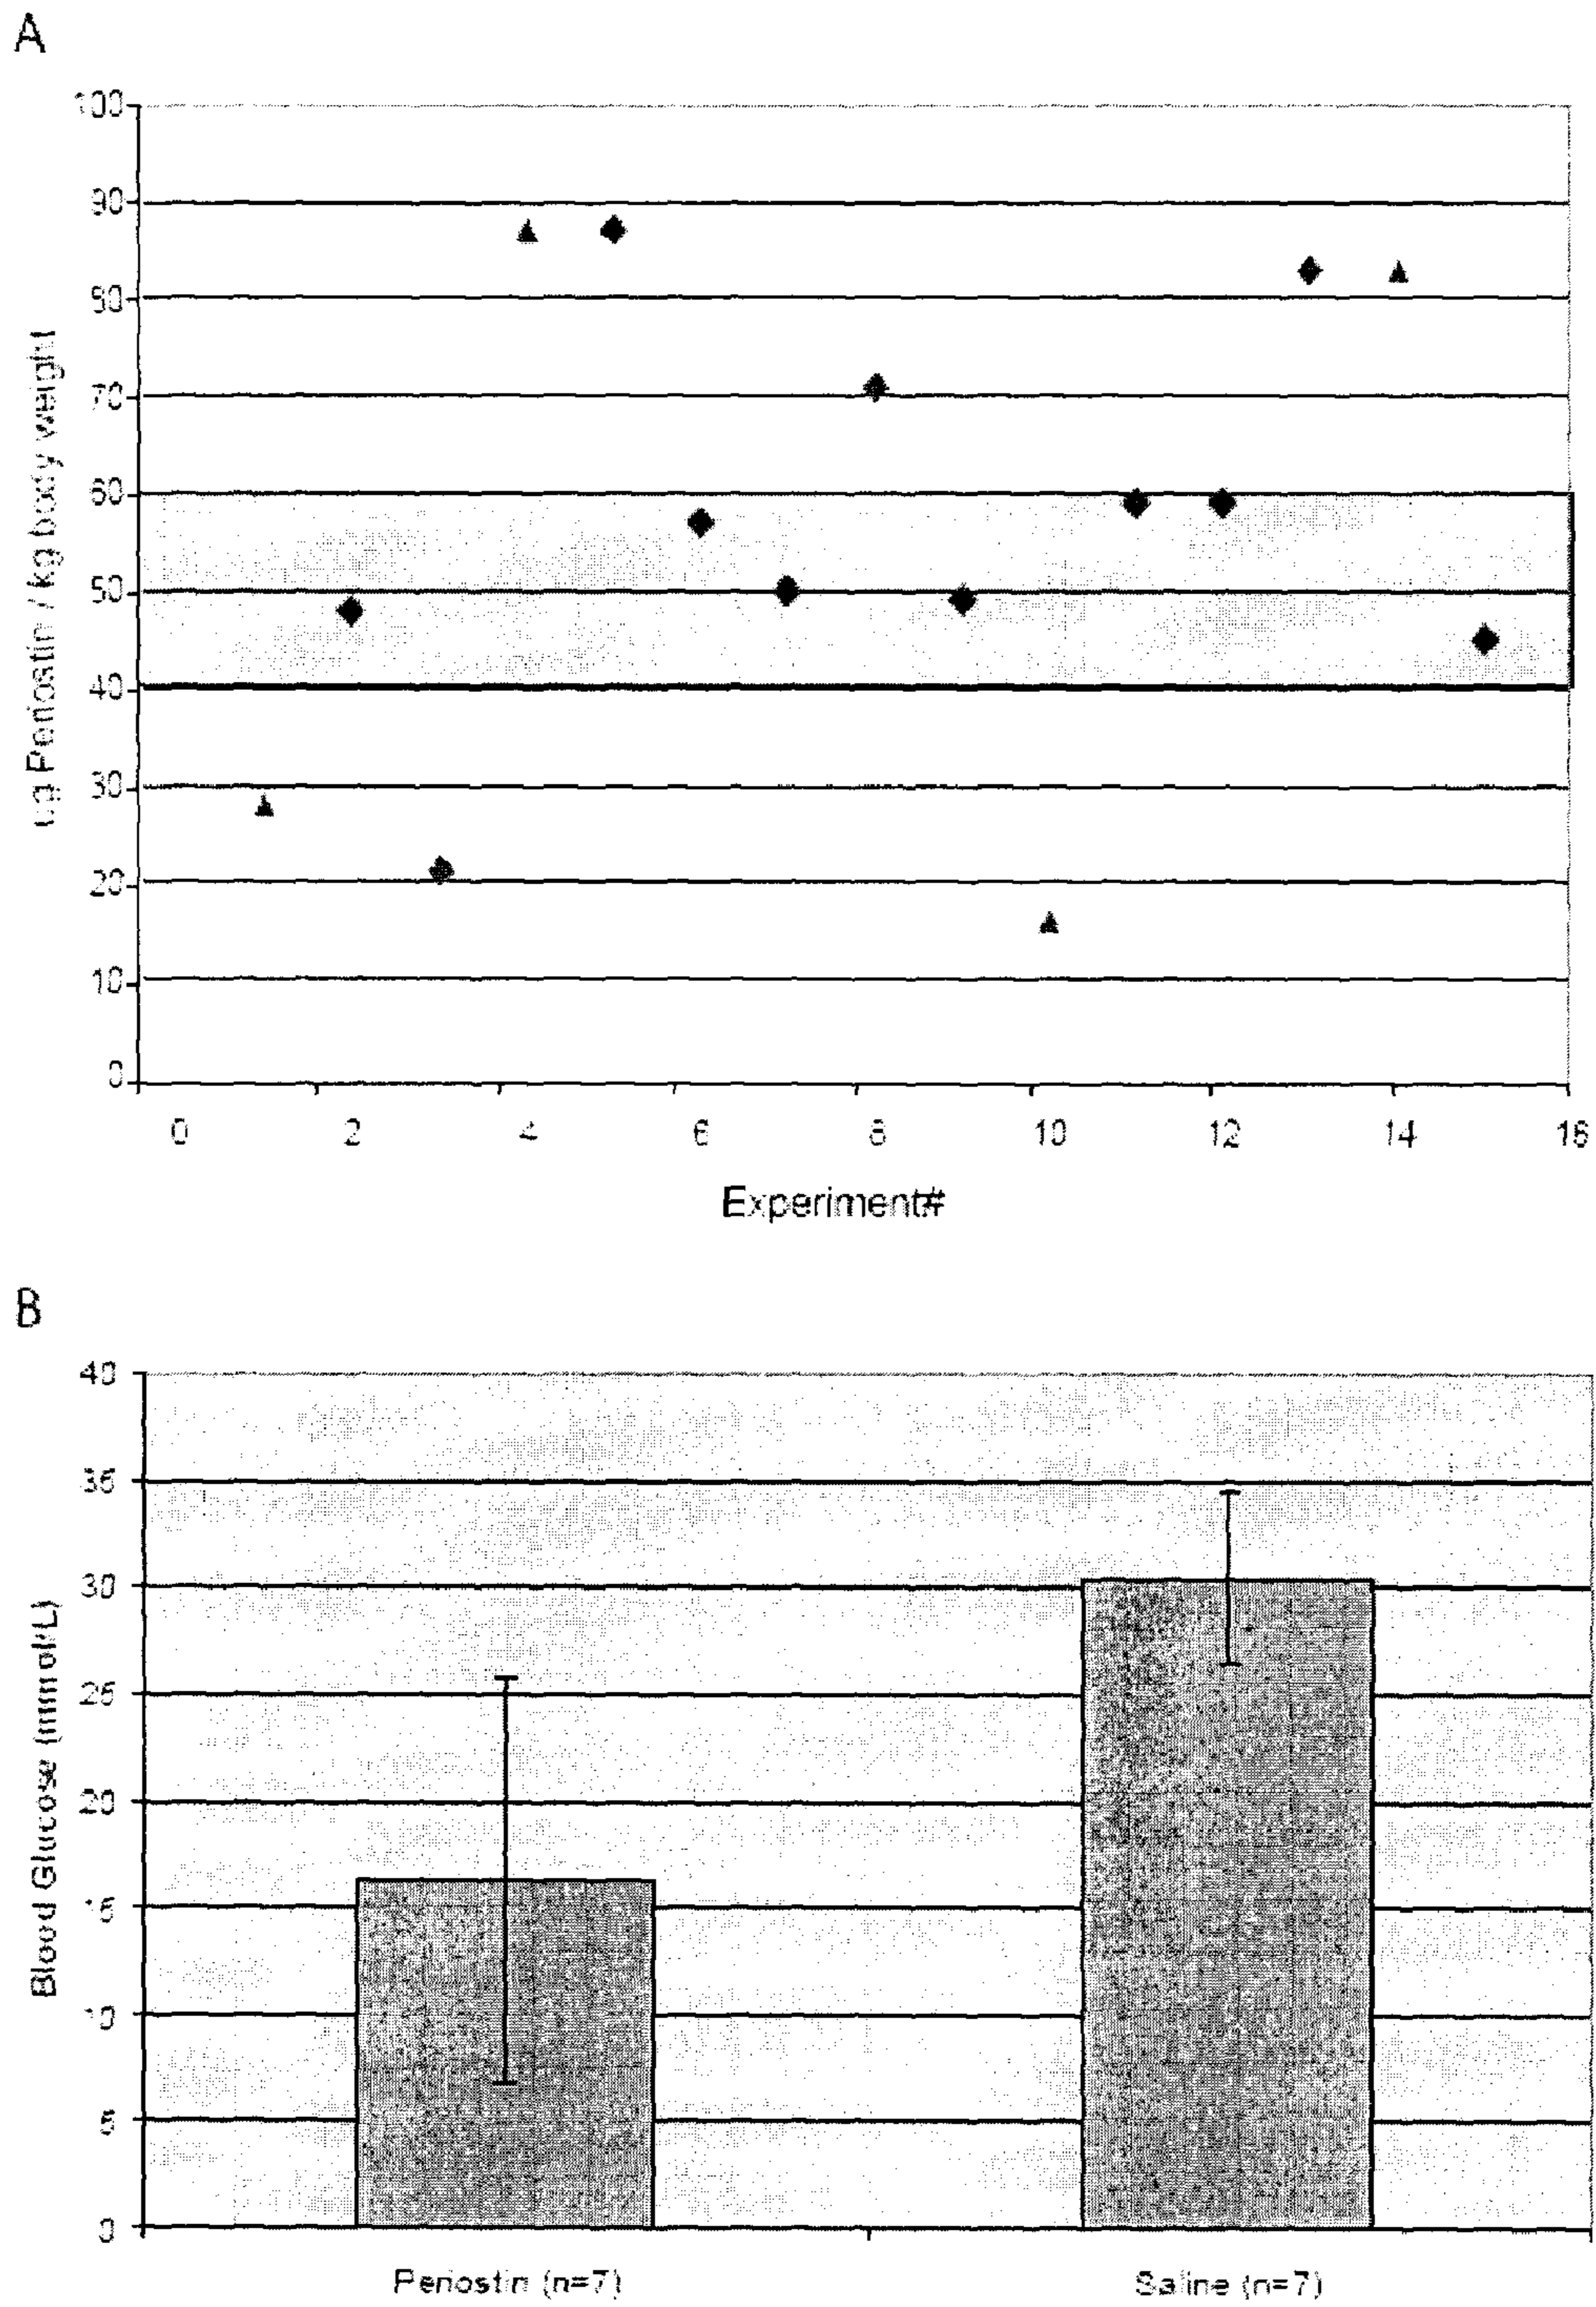 A
100
90
80
70
60
50
40
30
20
10
0
ug Periostin / kg body weight
0 2 4 6 8 10 12 14 16
Experiment#
B
40
35
30
25
20
15
10
5
0
Blood Glucose (mmol/L)
Periostin (n=7) Saline (n=7)